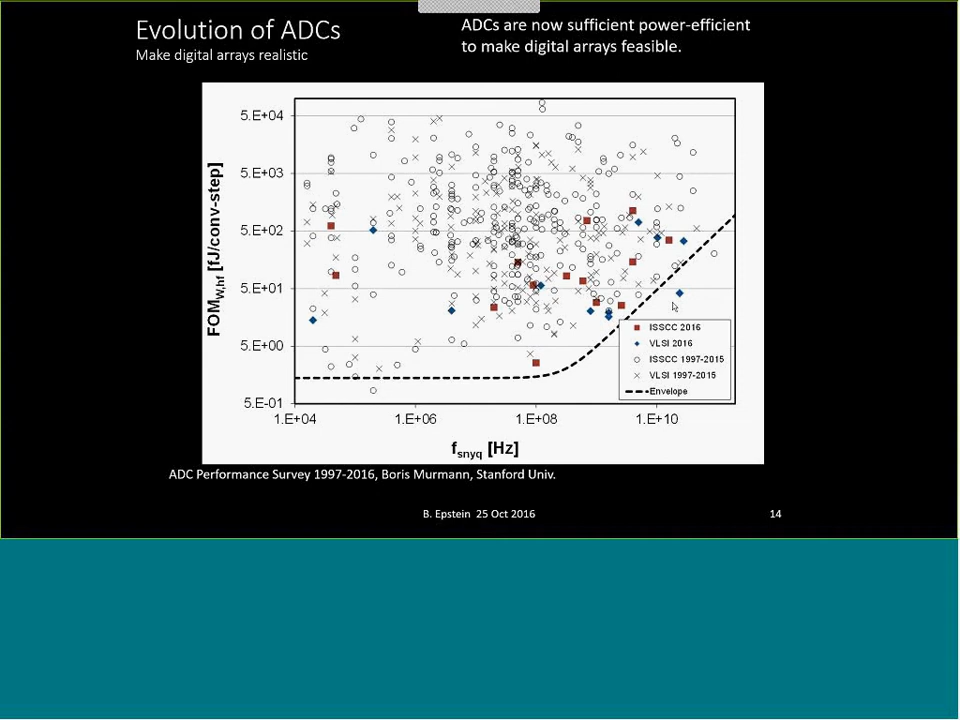 Evolution of ADCs
Make digital arrays realistic
ADCs are now sufficient power-efficient
to make digital arrays feasible.
FOMW,hf [fJ/conv-step]
5.E+04
5.E+03
5.E+02
5.E+01
5.E+00
5.E-01
1.E+04
1.E+06
1.E+08
1.E+10
fsnyq [Hz]
ISSCC 2016
VLSI 2016
ISSCC 1997-2015
VLSI 1997-2015
Envelope
ADC Performance Survey 1997-2016, Boris Murmann, Stanford Univ.
B. Epstein 25 Oct 2016
14